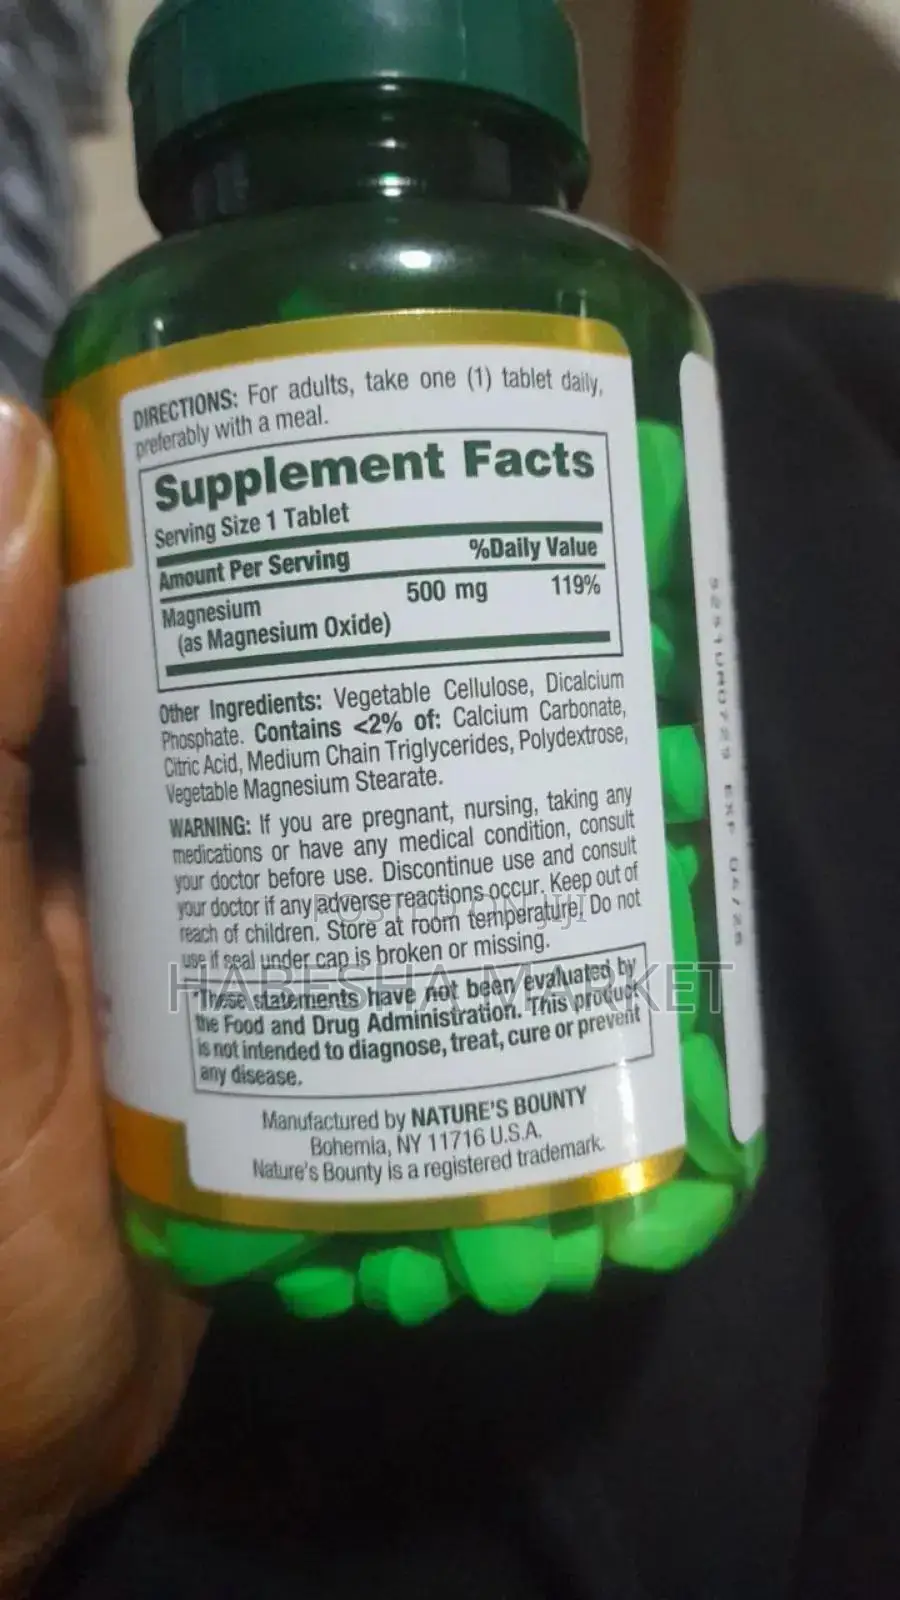 DIRECTIONS: For adults, take one (1) tablet daily,
preferably with a meal.
Supplement Facts
Serving Size 1 Tablet
Amount Per Serving %Daily Value
Magnesium 500 mg 119%
(as Magnesium Oxide)
Other Ingredients: Vegetable Cellulose, Dicalcium
Phosphate. Contains <2% of: Calcium Carbonate,
Citric Acid, Medium Chain Triglycerides, Polydextrose,
Vegetable Magnesium Stearate.
WARNING: If you are pregnant, nursing, taking any
medications or have any medical condition, consult
your doctor before use. Discontinue use and consult
your doctor if any adverse reactions occur. Keep out of
reach of children. Store at room temperature. Do not
use if seal under cap is broken or missing.
POSTED ON JIJI
HABESHA MARKET
*These statements have not been evaluated by
the Food and Drug Administration. This product
is not intended to diagnose, treat, cure or prevent
any disease.
Manufactured by NATURE'S BOUNTY
Bohemia, NY 11716 U.S.A.
Nature's Bounty is a registered trademark.
EXP